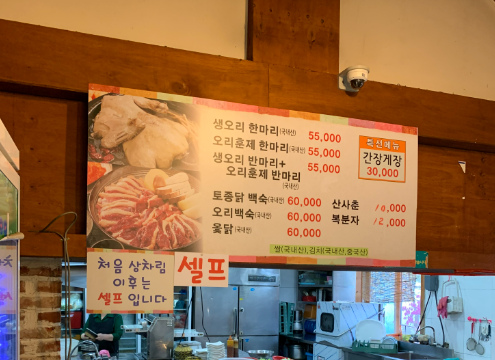 생오리 한마리(국내산) 55,000
오리훈제 한마리(국내산) 55,000
생오리 반마리+
오리훈제 반마리 55,000
(국내산)
토종닭 백숙(국내산) 60,000
오리백숙(국내산) 60,000
옻닭(국내산) 60,000
특선메뉴
간장게장
30,000
산사춘 10,000
복분자 12,000
쌀(국내산),김치(국내산,중국산)
처음 상차림
이후는
셀프 입니다
셀프